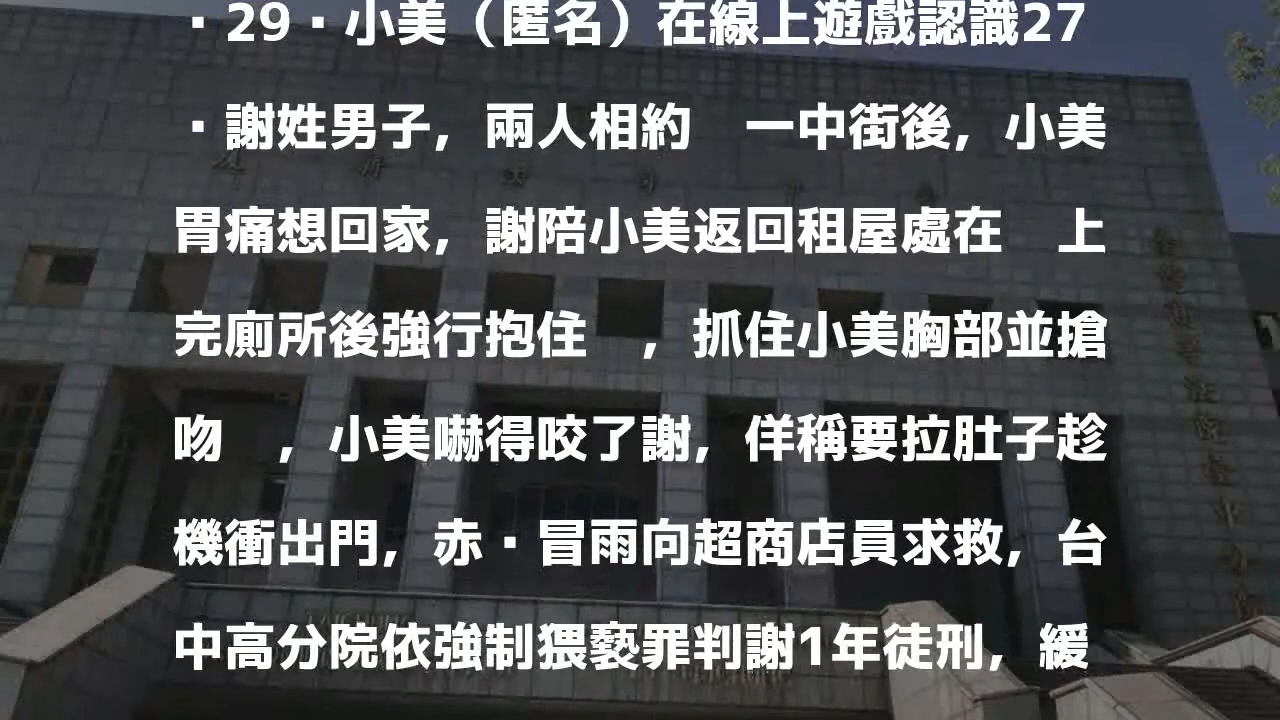 ▪29▪小美（匿名）在線上遊戲認識27
▪謝姓男子，兩人相約　一中街後，小美
胃痛想回家，謝陪小美返回租屋處在　上
完廁所後強行抱住　，抓住小美胸部並搶
吻　，小美嚇得咬了謝，佯稱要拉肚子趁
機衝出門，赤▪冒雨向超商店員求救，台
中高分院依強制猥褻罪判謝1年徒刑，緩